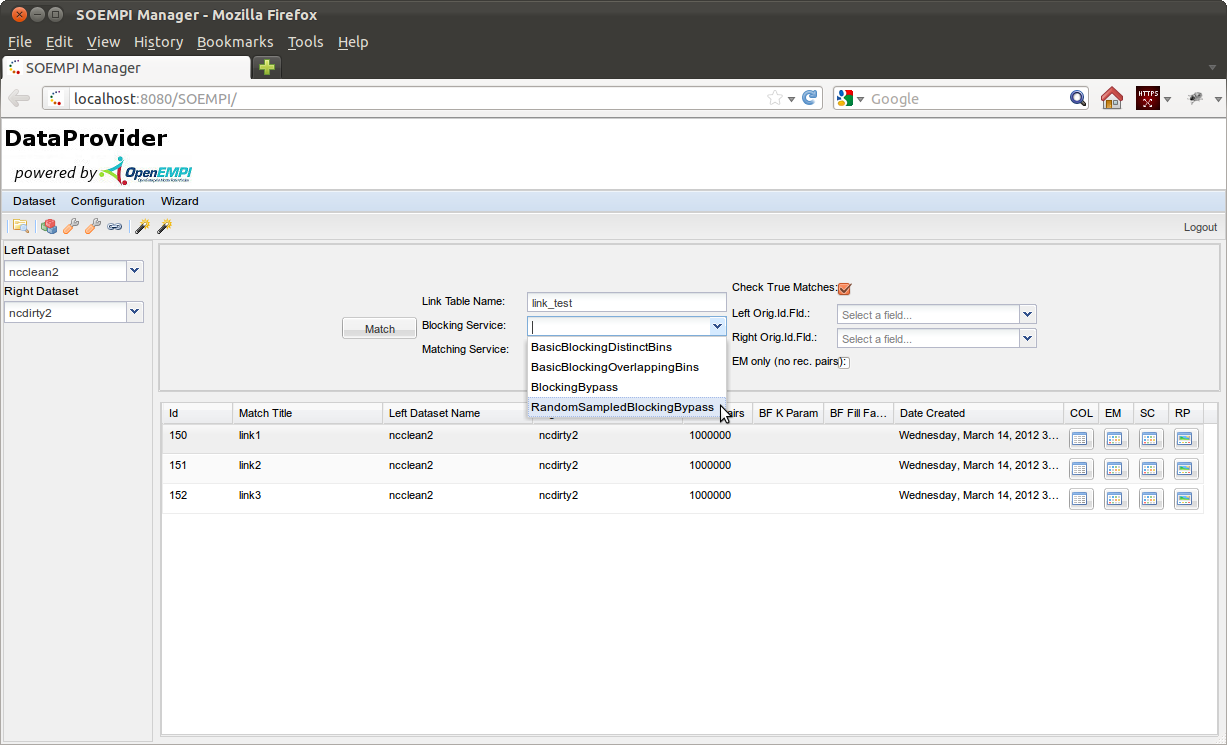 SOEMPI Manager - Mozilla Firefox
File Edit View History Bookmarks Tools Help
SOEMPI Manager
localhost:8080/SOEMPI/
Google
HTTPS
DataProvider
powered by OpenEMPI
Dataset Configuration Wizard
Logout
Left Dataset
ncclean2
Right Dataset
ncdirty2
Match
Link Table Name: link_test
Blocking Service:
Matching Service:
BasicBlockingDistinctBins
BasicBlockingOverlappingBins
BlockingBypass
RandomSampledBlockingBypass
Check True Matches:
Left Orig.Id.Fld.: Select a field...
Right Orig.Id.Fld.: Select a field...
EM only (no rec. pairs):
Id Match Title Left Dataset Name BF K Param BF Fill Fa... Date Created COL EM SC RP
150 link1 ncclean2 ncdirty2 1000000 Wednesday, March 14, 2012 3...
151 link2 ncclean2 ncdirty2 1000000 Wednesday, March 14, 2012 3...
152 link3 ncclean2 ncdirty2 1000000 Wednesday, March 14, 2012 3...